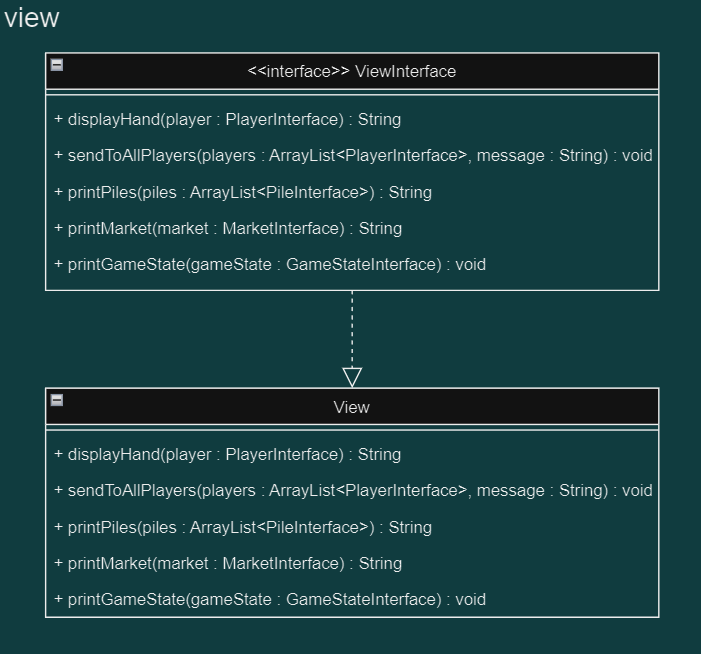 view
<<interface>> ViewInterface
+ displayHand(player : PlayerInterface) : String
+ sendToAllPlayers(players : ArrayList<PlayerInterface>, message : String) : void
+ printPiles(piles : ArrayList<PileInterface>) : String
+ printMarket(market : MarketInterface) : String
+ printGameState(gameState : GameStateInterface) : void
View
+ displayHand(player : PlayerInterface) : String
+ sendToAllPlayers(players : ArrayList<PlayerInterface>, message : String) : void
+ printPiles(piles : ArrayList<PileInterface>) : String
+ printMarket(market : MarketInterface) : String
+ printGameState(gameState : GameStateInterface) : void